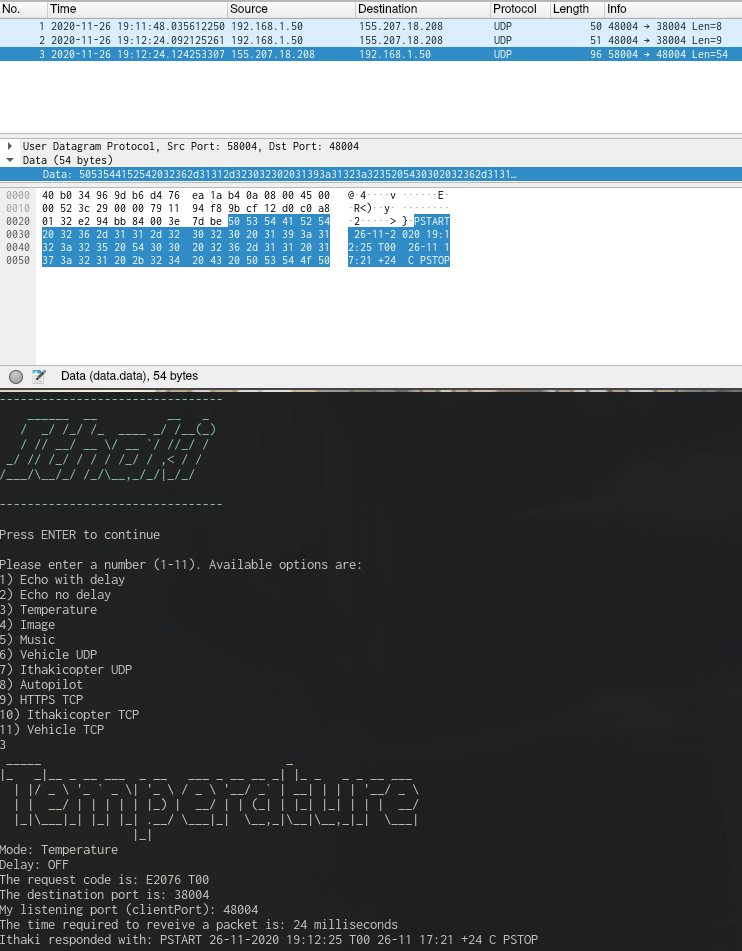 No. Time Source Destination Protocol Length Info
1 2020-11-26 19:11:48.035612250 192.168.1.50 155.207.18.208 UDP 50 48004 → 38004 Len=8
2 2020-11-26 19:12:24.092125261 192.168.1.50 155.207.18.208 UDP 51 48004 → 38004 Len=9
3 2020-11-26 19:12:24.124253307 155.207.18.208 192.168.1.50 UDP 96 58004 → 48004 Len=54
User Datagram Protocol, Src Port: 58004, Dst Port: 48004
Data (54 bytes)
Data: 5053544152542032362d31312d323032302031393a31323a3235205430302032362d3131…
0000 40 b0 34 96 9d b6 d4 76 ea 1a b4 0a 08 00 45 00 @·4····v ······E·
0010 00 52 3c 29 00 00 79 11 94 f8 9b cf 12 d0 c0 a8 ·R<)··y· ········
0020 01 32 e2 94 bb 84 00 3e 7d be 50 53 54 41 52 54 ·2·····> }·PSTART
0030 20 32 36 2d 31 31 2d 32 30 32 30 20 31 39 3a 31 26-11-2 020 19:1
0040 32 3a 32 35 20 54 30 30 20 32 36 2d 31 31 20 31 2:25 T00 26-11 1
0050 37 3a 32 31 20 2b 32 34 20 43 20 50 53 54 4f 50 7:21 +24 C PSTOP
Data (data.data), 54 bytes
Ithaki
Press ENTER to continue
Please enter a number (1-11). Available options are:
1) Echo with delay
2) Echo no delay
3) Temperature
4) Image
5) Music
6) Vehicle UDP
7) Ithakicopter UDP
8) Autopilot
9) HTTPS TCP
10) Ithakicopter TCP
11) Vehicle TCP
3
Temperature
Mode: Temperature
Delay: OFF
The request code is: E2076 T00
The destination port is: 38004
My listening port (clientPort): 48004
The time required to reveive a packet is: 24 milliseconds
Ithaki responded with: PSTART 26-11-2020 19:12:25 T00 26-11 17:21 +24 C PSTOP